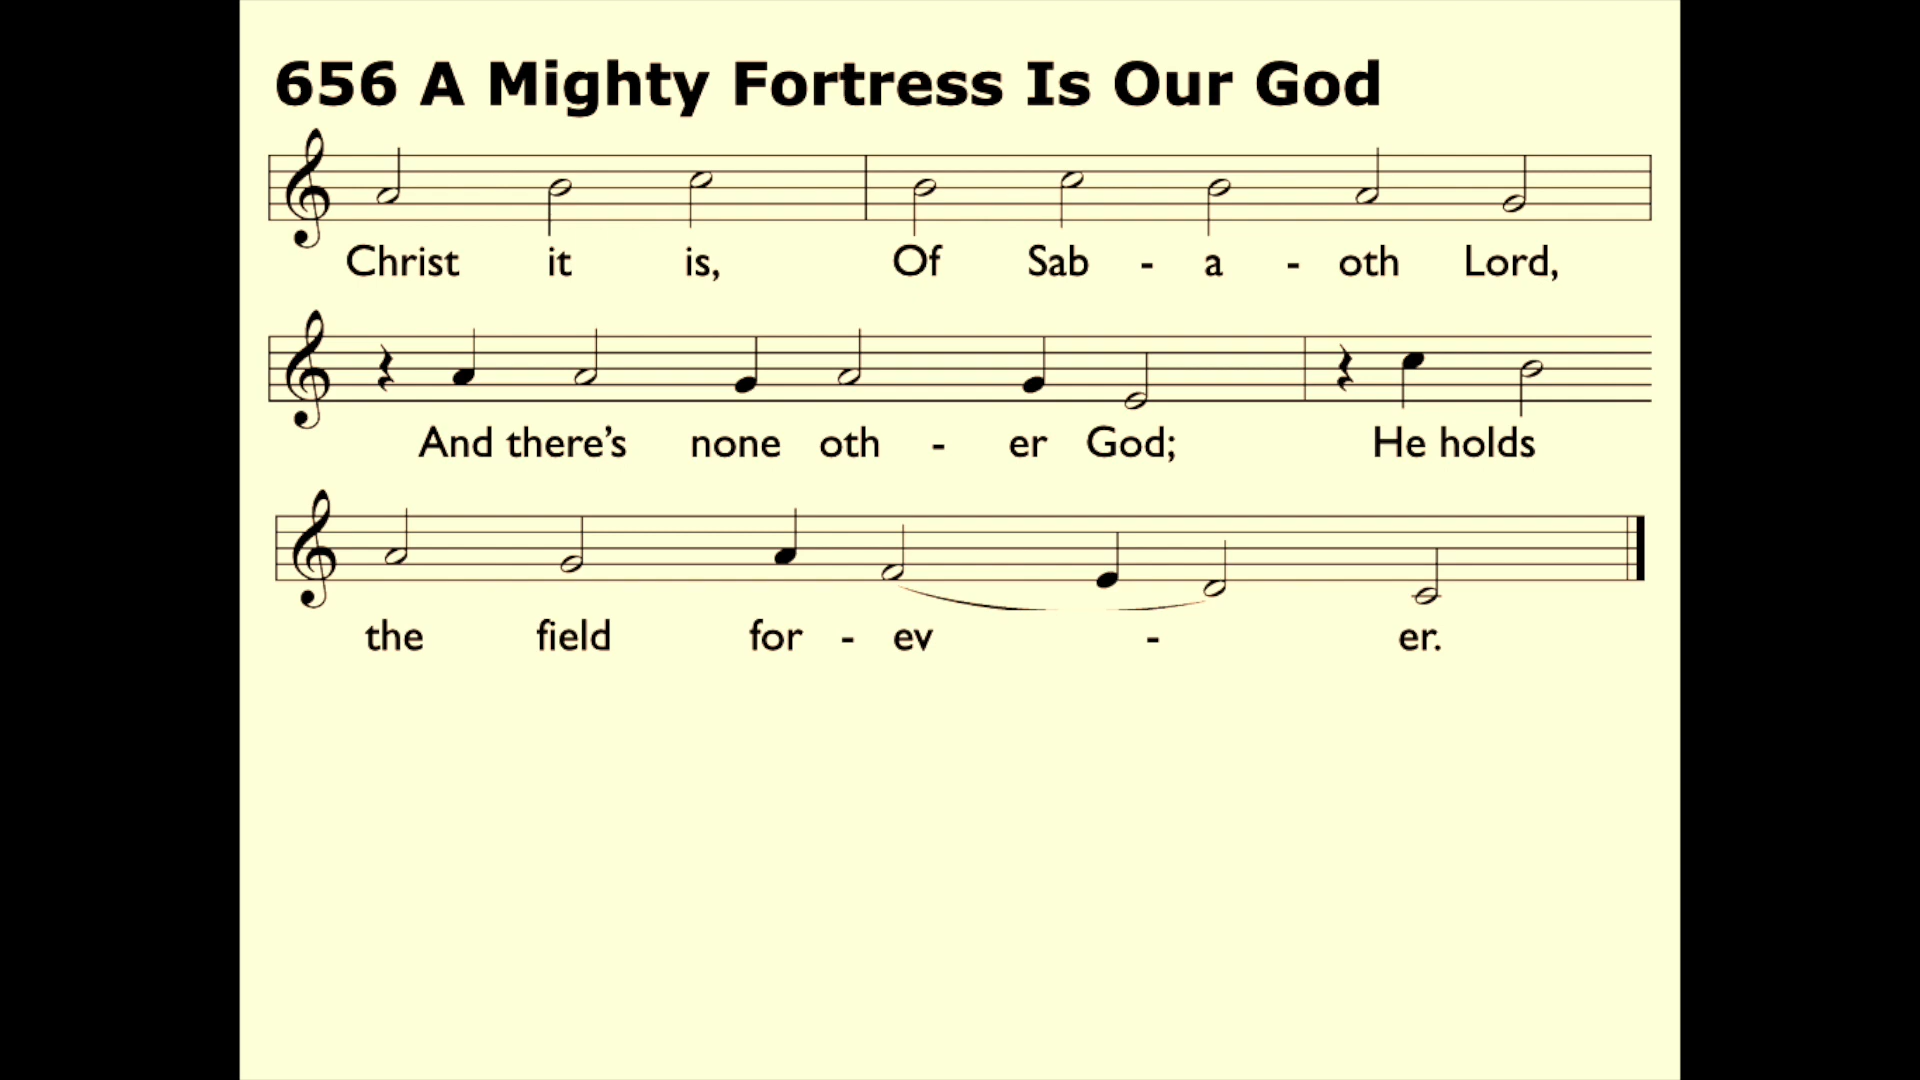 656 A Mighty Fortress Is Our God
Christ it is, Of Sab - a - oth Lord,
And there’s none oth - er God; He holds
the field for - ev - er.